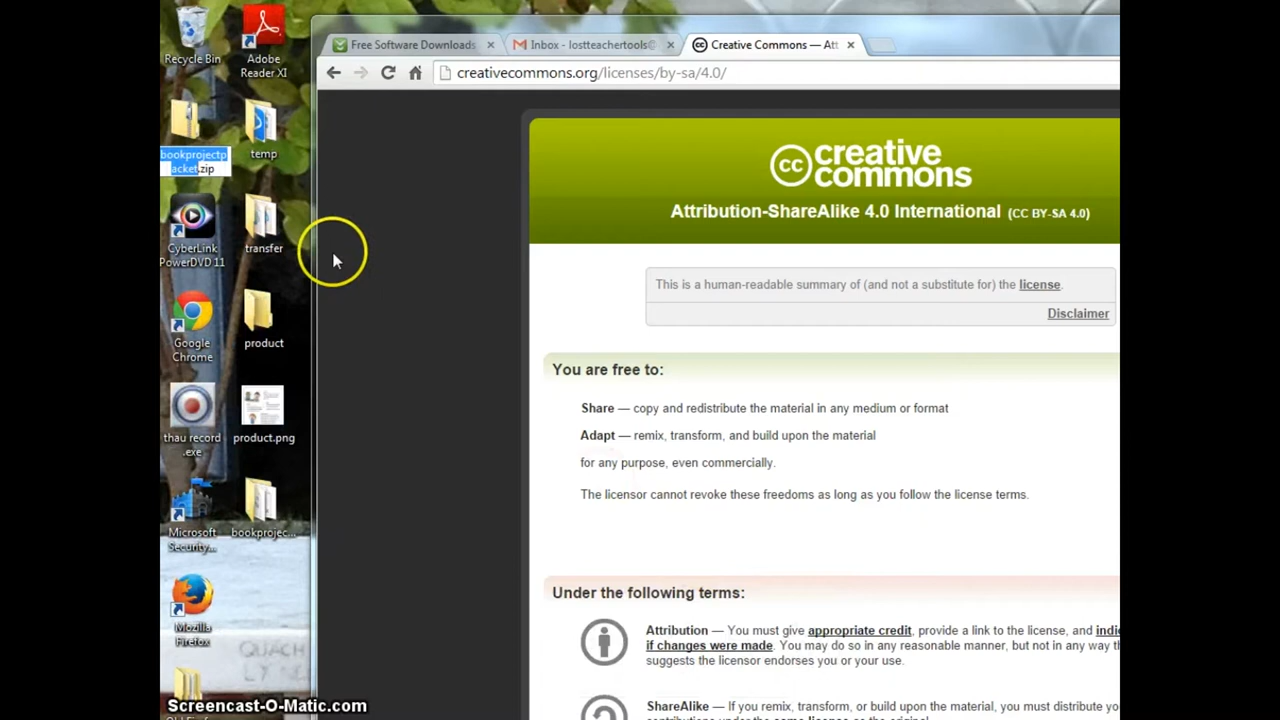 Recycle Bin
Adobe
Reader XI
bookprojectp
acket.zip
temp
CyberLink
PowerDVD 11
transfer
Google
Chrome
product
thau record
.exe
product.png
Microsoft
Security...
bookprojec...
Mozilla
Firefox
QUACH
Screencast-O-Matic.com
Free Software Downloads
Inbox - lostteachertools@
Creative Commons — Att
creativecommons.org/licenses/by-sa/4.0/
cc creative
commons
Attribution-ShareAlike 4.0 International (CC BY-SA 4.0)
This is a human-readable summary of (and not a substitute for) the license.
Disclaimer
You are free to:
Share — copy and redistribute the material in any medium or format
Adapt — remix, transform, and build upon the material
for any purpose, even commercially.
The licensor cannot revoke these freedoms as long as you follow the license terms.
Under the following terms:
Attribution — You must give appropriate credit, provide a link to the license, and indi
if changes were made. You may do so in any reasonable manner, but not in any way th
suggests the licensor endorses you or your use.
ShareAlike — If you remix, transform, or build upon the material, you must distribute yo